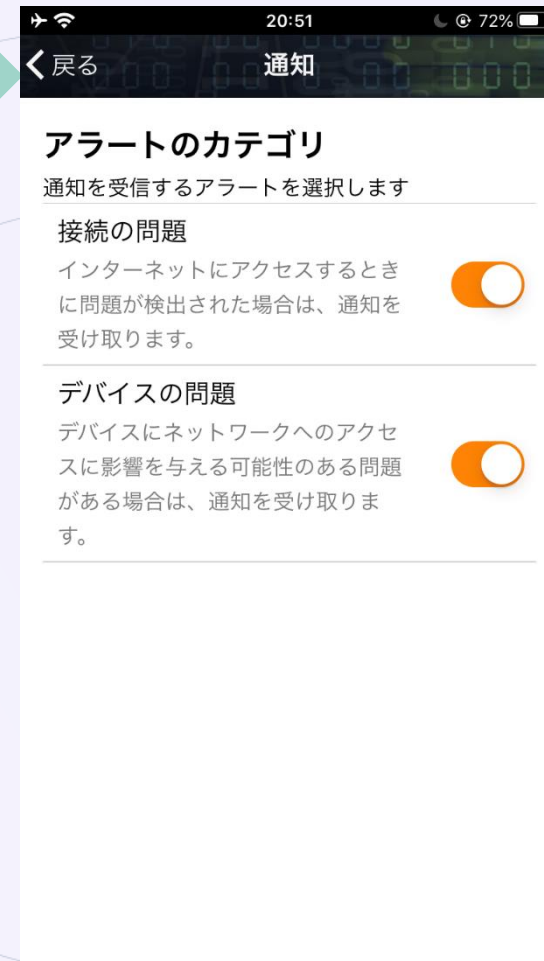 20:51
72%
戻る
通知
アラートのカテゴリ
通知を受信するアラートを選択します
接続の問題
インターネットにアクセスするとき
に問題が検出された場合は、通知を
受け取ります。
デバイスの問題
デバイスにネットワークへのアクセ
スに影響を与える可能性のある問題
がある場合は、通知を受け取りま
す。